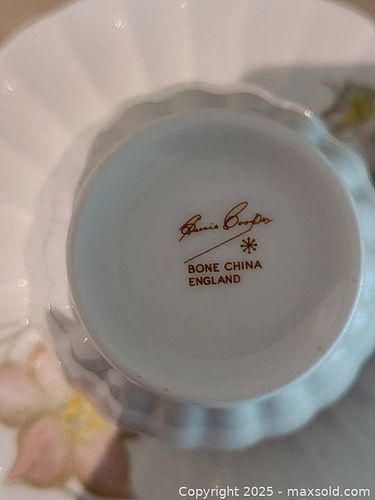 Susie Cooper
BONE CHINA
ENGLAND
Copyright 2025 - maxsold.com